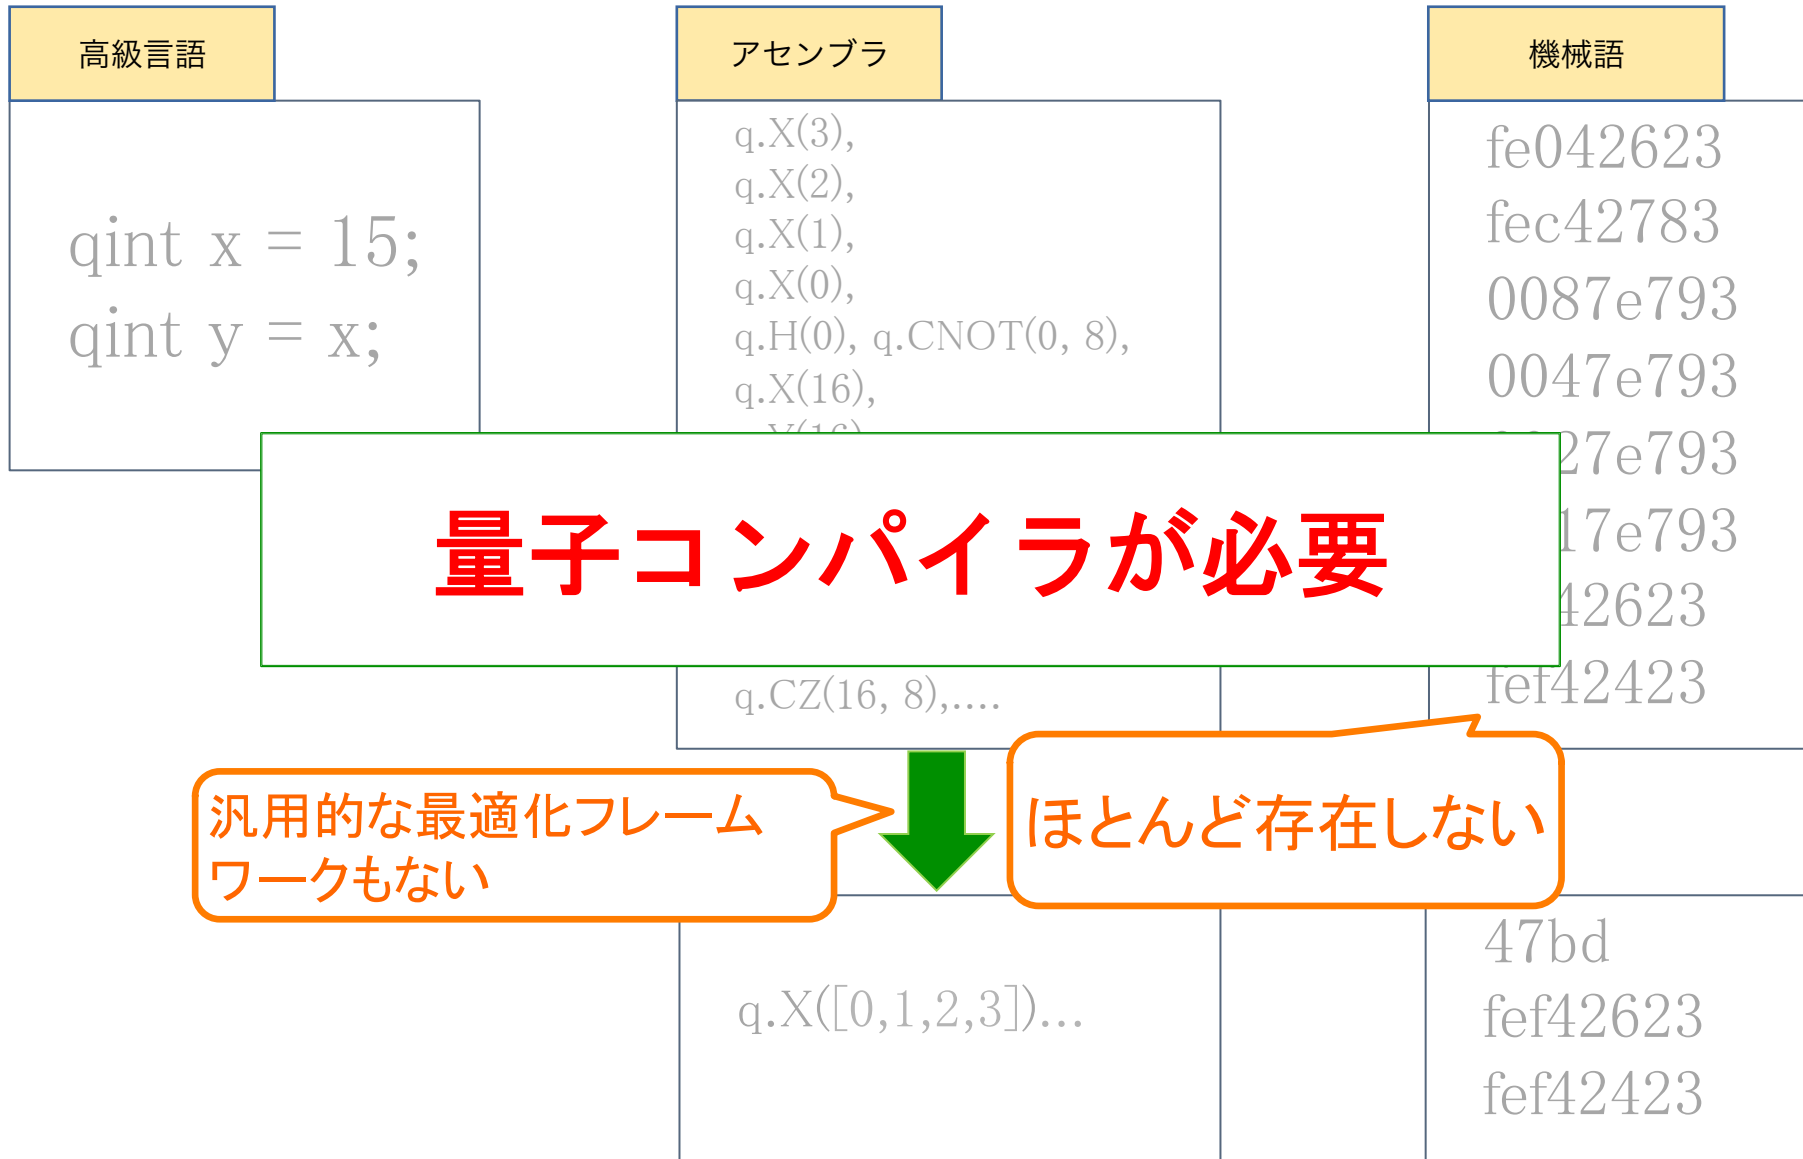 高級言語
qint x = 15;
qint y = x;
アセンブラ
q.X(3),
q.X(2),
q.X(1),
q.X(0),
q.H(0), q.CNOT(0, 8),
q.X(16),
q.CZ(16, 8),....
機械語
fe042623
fec42783
0087e793
0047e793
27e793
17e793
42623
fef42423
量子コンパイラが必要
汎用的な最適化フレーム
ワークもない
ほとんど存在しない
q.X([0,1,2,3])...
47bd
fef42623
fef42423